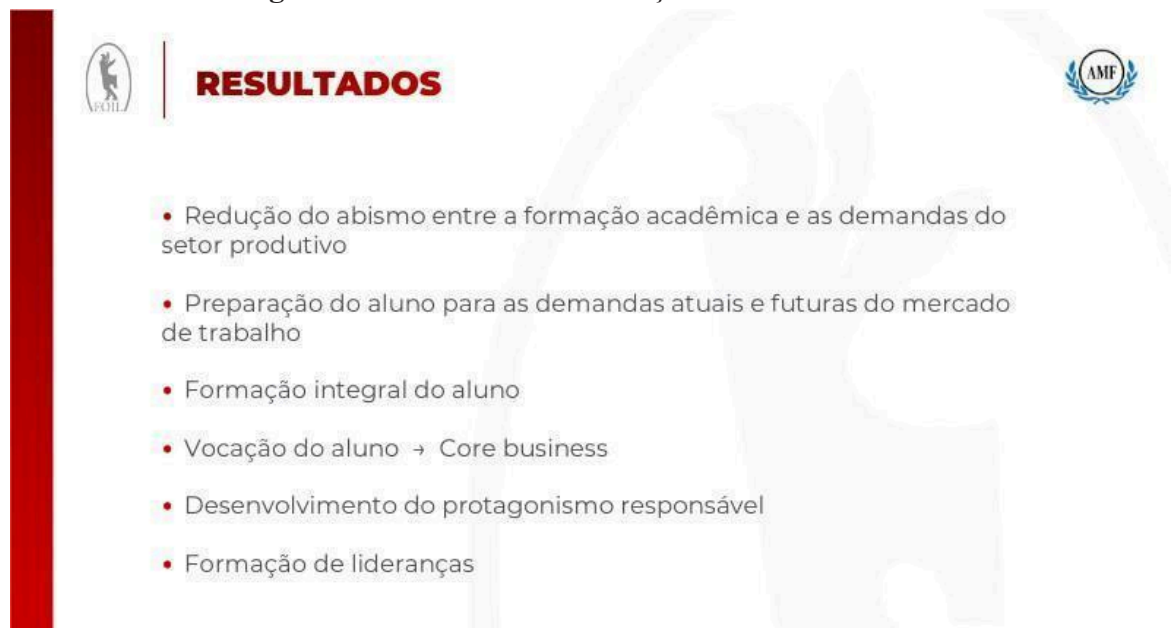 RESULTADOS
FOIL
AMF
• Redução do abismo entre a formação acadêmica e as demandas do
setor produtivo
• Preparação do aluno para as demandas atuais e futuras do mercado
de trabalho
• Formação integral do aluno
• Vocação do aluno → Core business
• Desenvolvimento do protagonismo responsável
• Formação de lideranças